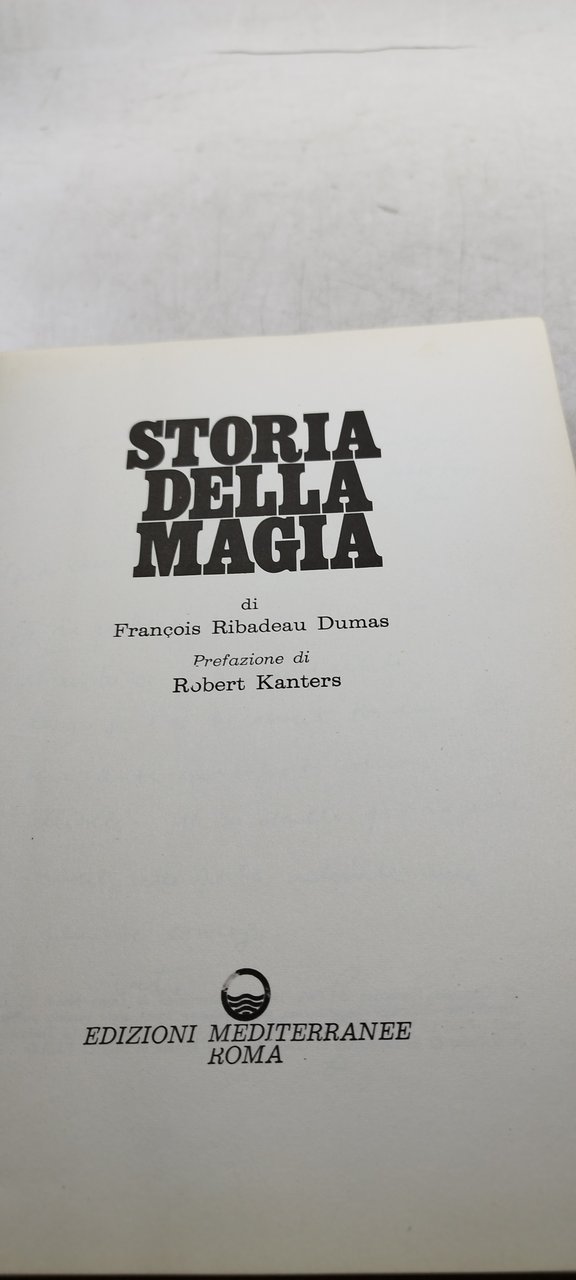 STORIA
DELLA
MAGIA
di
François Ribadeau Dumas
Prefazione di
Robert Kanters
EDIZIONI MEDITERRANEE
ROMA